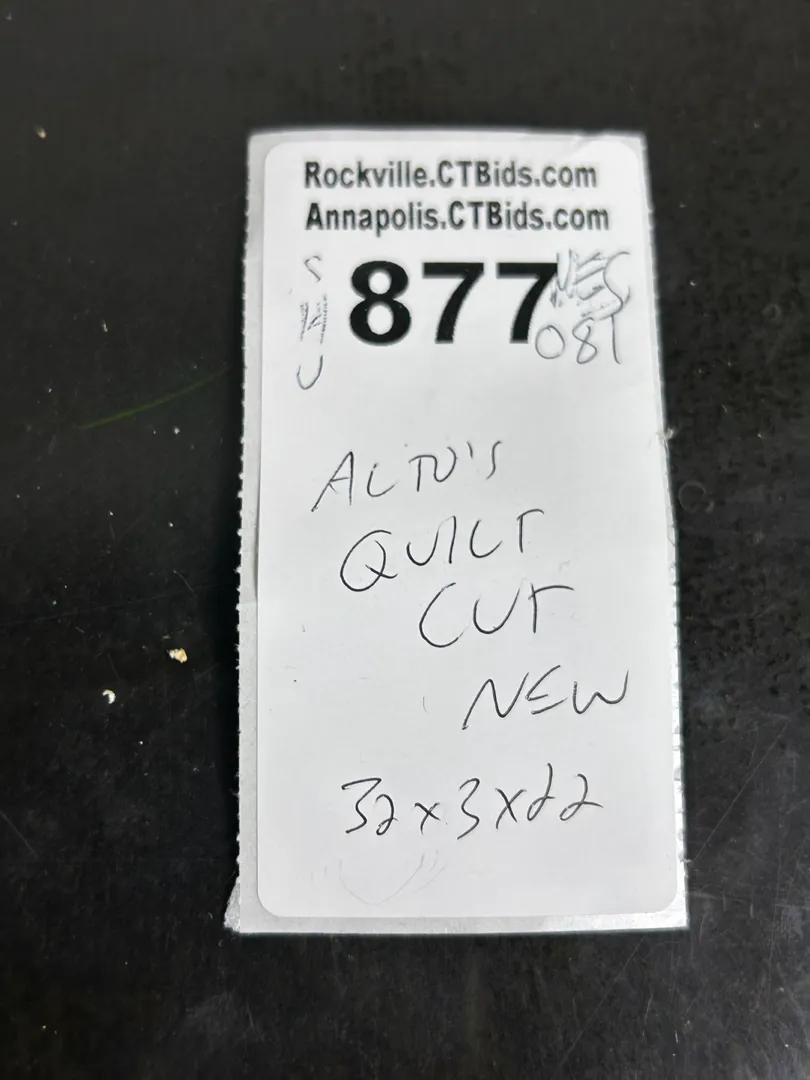 Rockville.CTBids.com
Annapolis.CTBids.com
877
081
ALTO'S
QUILT
CUT
NEW
32x3x22